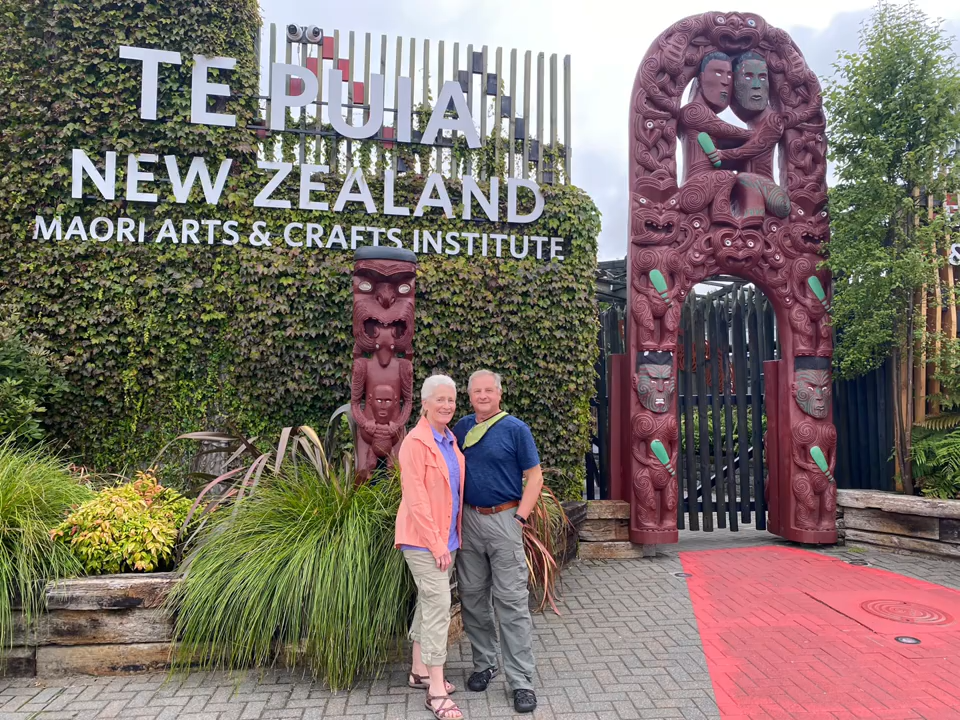 TE PUIA
NEW ZEALAND
MAORI ARTS & CRAFTS INSTITUTE
&